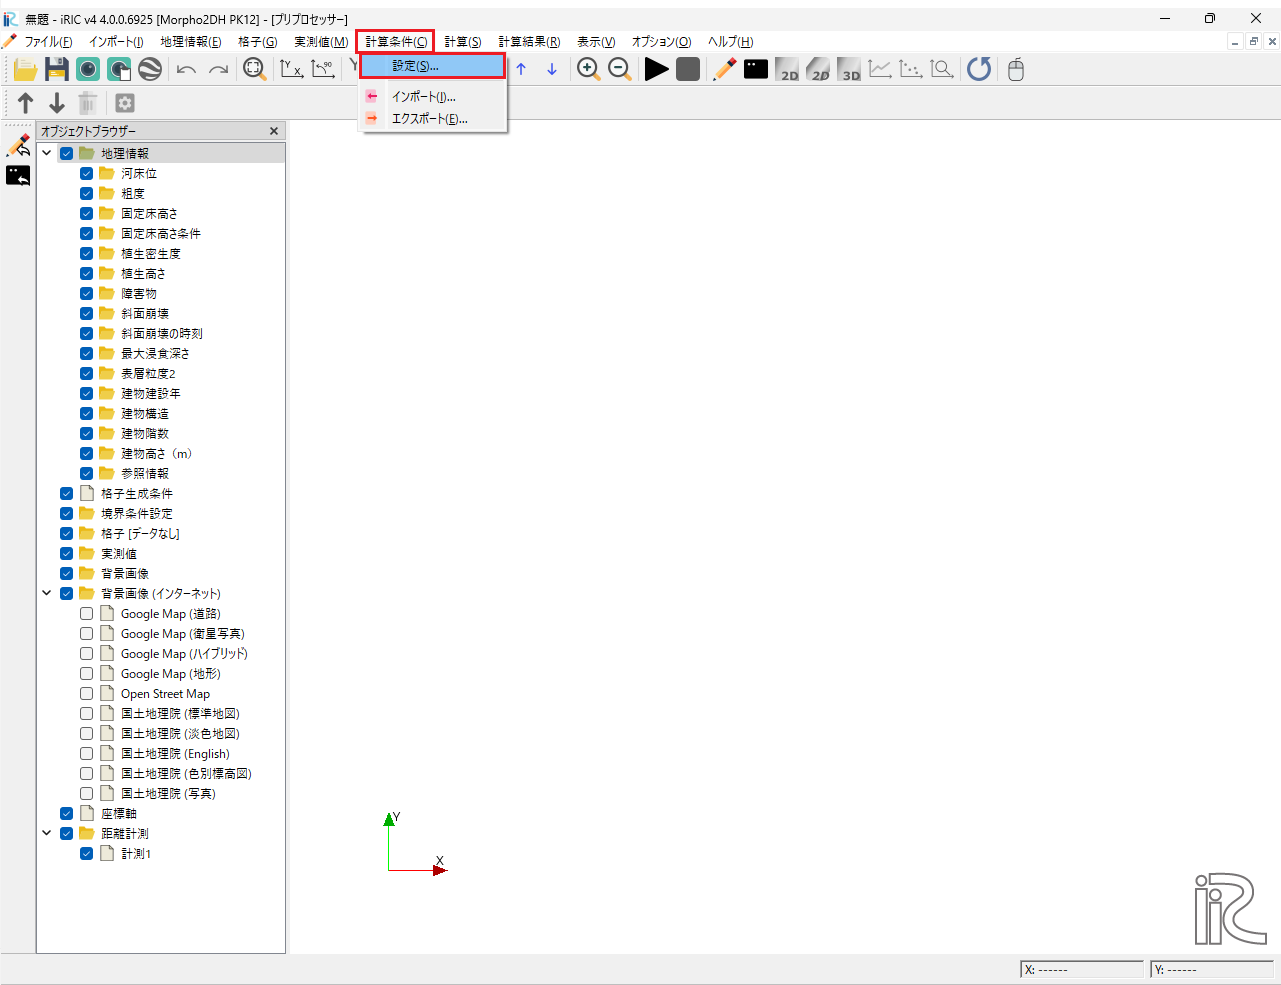 無題 - iRIC v4 4.0.0.6925 [Morpho2DH PK12] - [プリプロセッサー]
ファイル(F) インポート(I) 地理情報(E) 格子(G) 実測値(M) 計算条件(C) 計算(S) 計算結果(R) 表示(V) オプション(O) ヘルプ(H)
設定(S)...
インポート(I)...
エクスポート(E)...
2D 2D 3D
オブジェクトブラウザー
地理情報
河床位
粗度
固定床高さ
固定床高さ条件
植生密生度
植生高さ
障害物
斜面崩壊
斜面崩壊の時刻
最大浸食深さ
表層粒度2
建物建設年
建物構造
建物階数
建物高さ（m）
参照情報
格子生成条件
境界条件設定
格子 [データなし]
実測値
背景画像
背景画像 (インターネット)
Google Map (道路)
Google Map (衛星写真)
Google Map (ハイブリッド)
Google Map (地形)
Open Street Map
国土地理院 (標準地図)
国土地理院 (淡色地図)
国土地理院 (English)
国土地理院 (色別標高図)
国土地理院 (写真)
座標軸
距離計測
計測1
Y
X
iRIC
X: ------
Y: ------